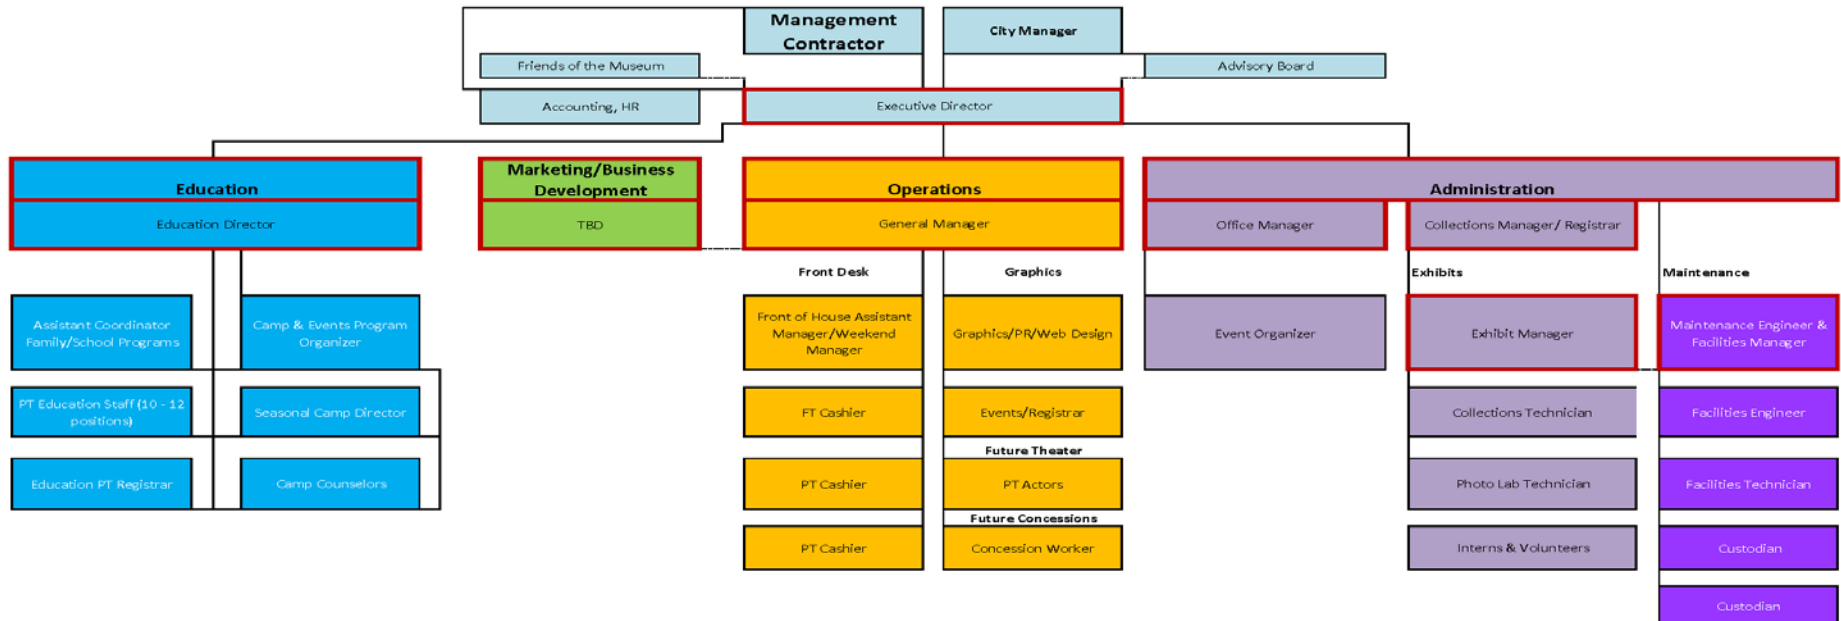 Management
Contractor
City Manager
Friends of the Museum
Advisory Board
Accounting, HR
Executive Director
Education
Education Director
Marketing/Business
Development
TBD
Operations
General Manager
Administration
Office Manager
Collections Manager/ Registrar
Front Desk
Graphics
Exhibits
Maintenance
Assistant Coordinator
Family/School Programs
Camp & Events Program
Organizer
Front of House Assistant
Manager/Weekend
Manager
Graphics/PR/Web Design
Event Organizer
Exhibit Manager
Maintenance Engineer &
Facilities Manager
PT Education Staff (10 - 12
positions)
Seasonal Camp Director
FT Cashier
Events/Registrar
Collections Technician
Facilities Engineer
Future Theater
Education PT Registrar
Camp Counselors
PT Cashier
PT Actors
Photo Lab Technician
Facilities Technician
Future Concessions
PT Cashier
Concession Worker
Interns & Volunteers
Custodian
Custodian